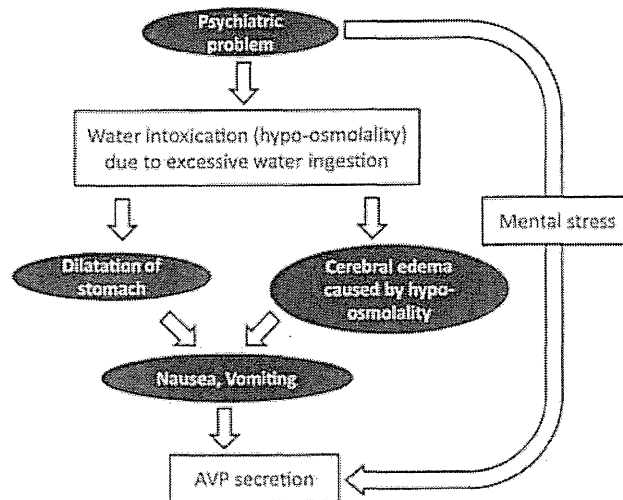 Psychiatric
problem
Water intoxication (hypo-osmolality)
due to excessive water ingestion
Mental stress
Dilatation of
stomach
Cerebral edema
caused by hypo-
osmolality
Nausea, Vomiting
AVP secretion